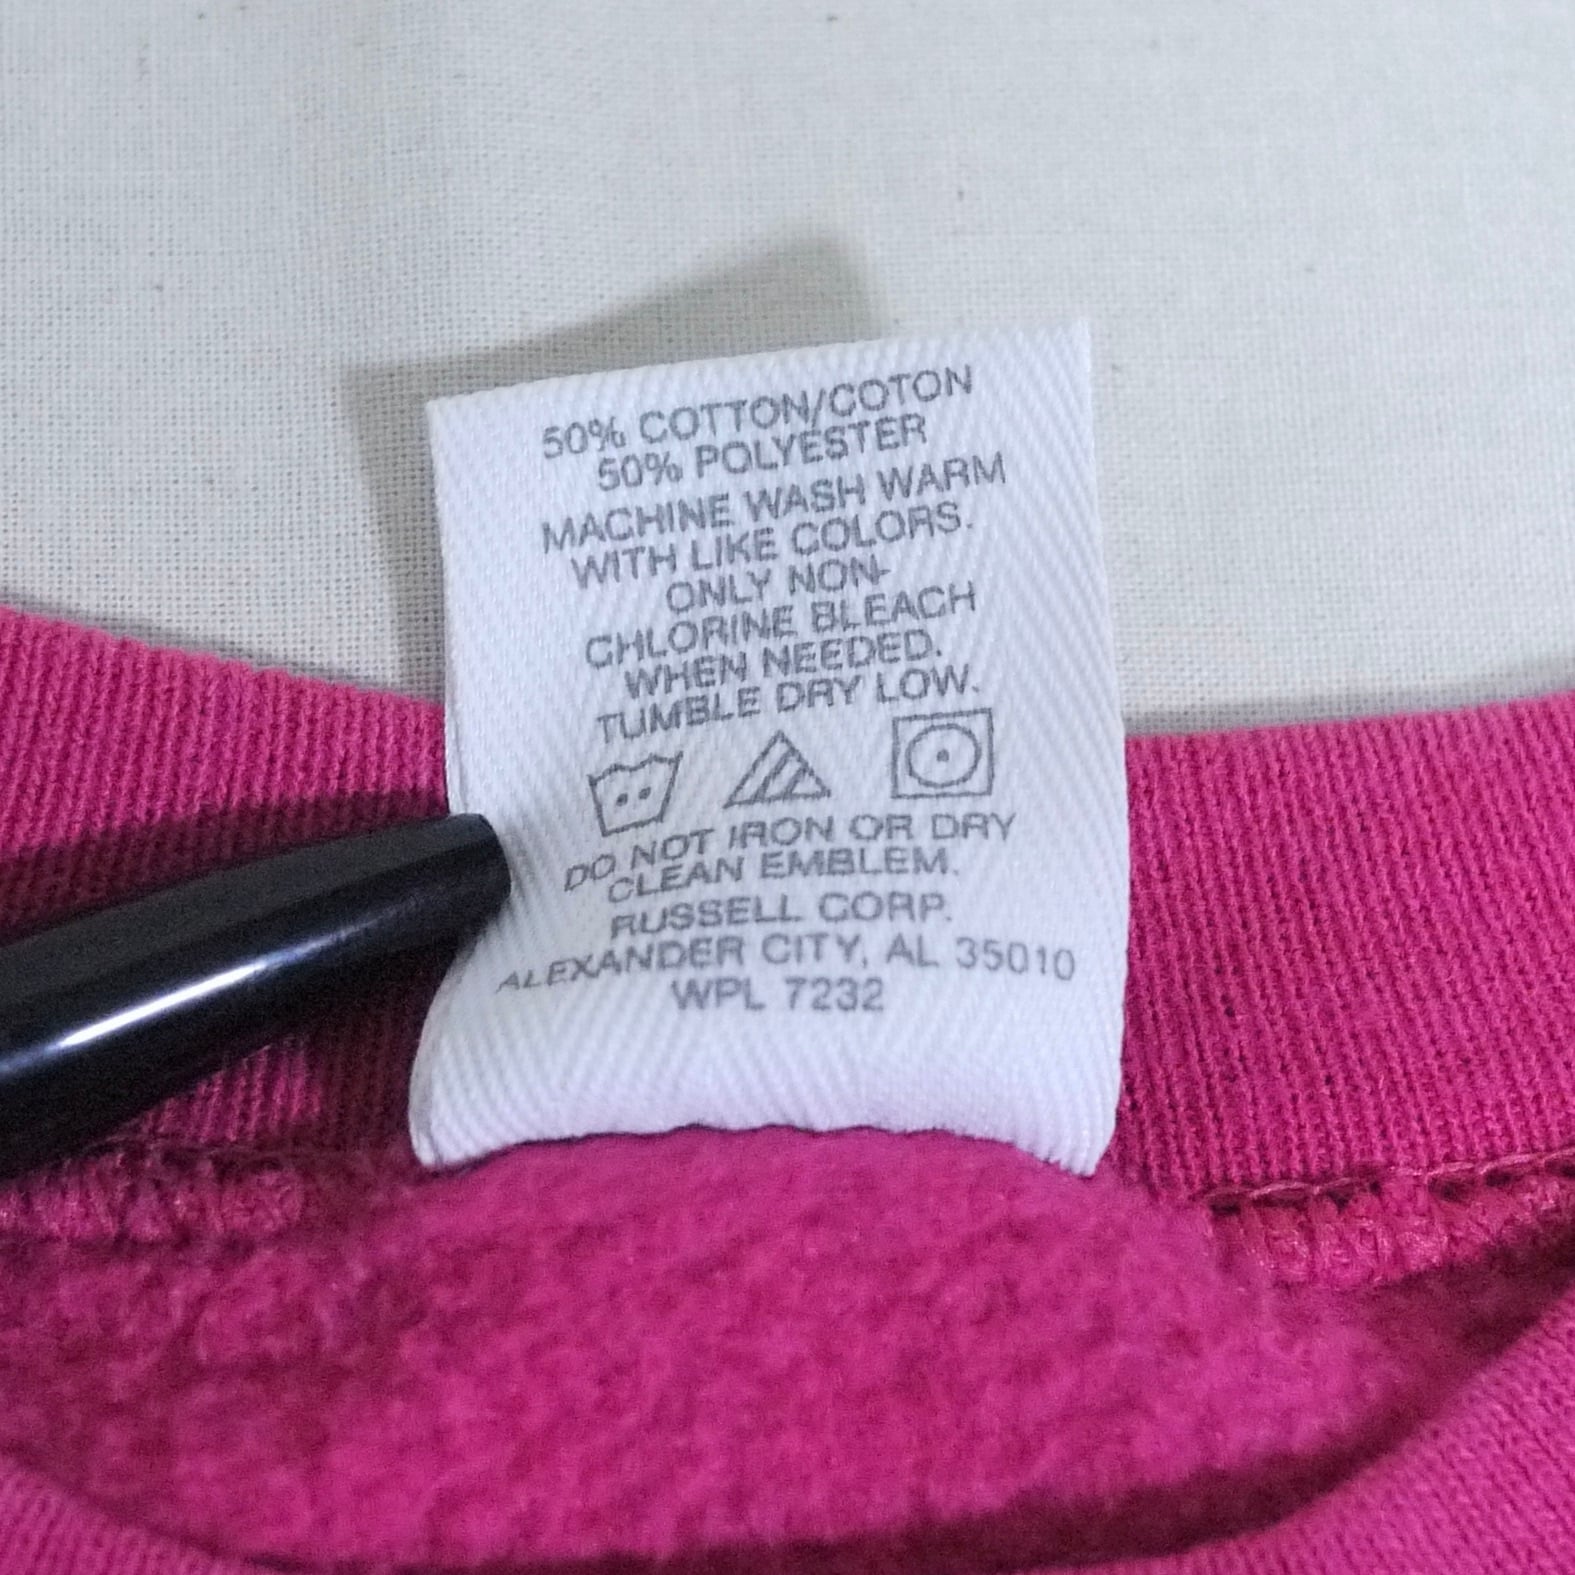 50% COTTON/COTON
50% POLYESTER
MACHINE WASH WARM
WITH LIKE COLORS.
ONLY NON-
CHLORINE BLEACH
WHEN NEEDED.
TUMBLE DRY LOW.
DO NOT IRON OR DRY
CLEAN EMBLEM.
RUSSELL CORP.
ALEXANDER CITY, AL 35010
WPL 7232